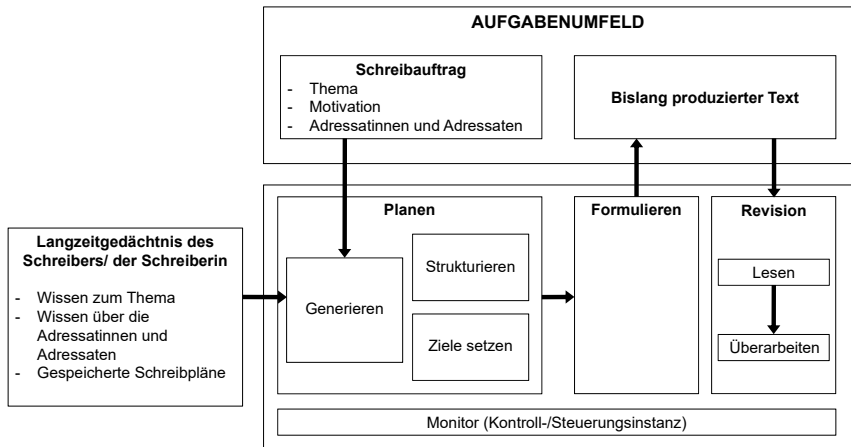 AUFGABENUMFELD
Schreibauftrag
- Thema
- Motivation
- Adressatinnen und Adressaten
Bislang produzierter Text
Langzeitgedächtnis des
Schreibers/ der Schreiberin
- Wissen zum Thema
- Wissen über die
Adressatinnen und
Adressaten
- Gespeicherte Schreibpläne
Planen
Generieren
Strukturieren
Ziele setzen
Formulieren
Revision
Lesen
Überarbeiten
Monitor (Kontroll-/Steuerungsinstanz)